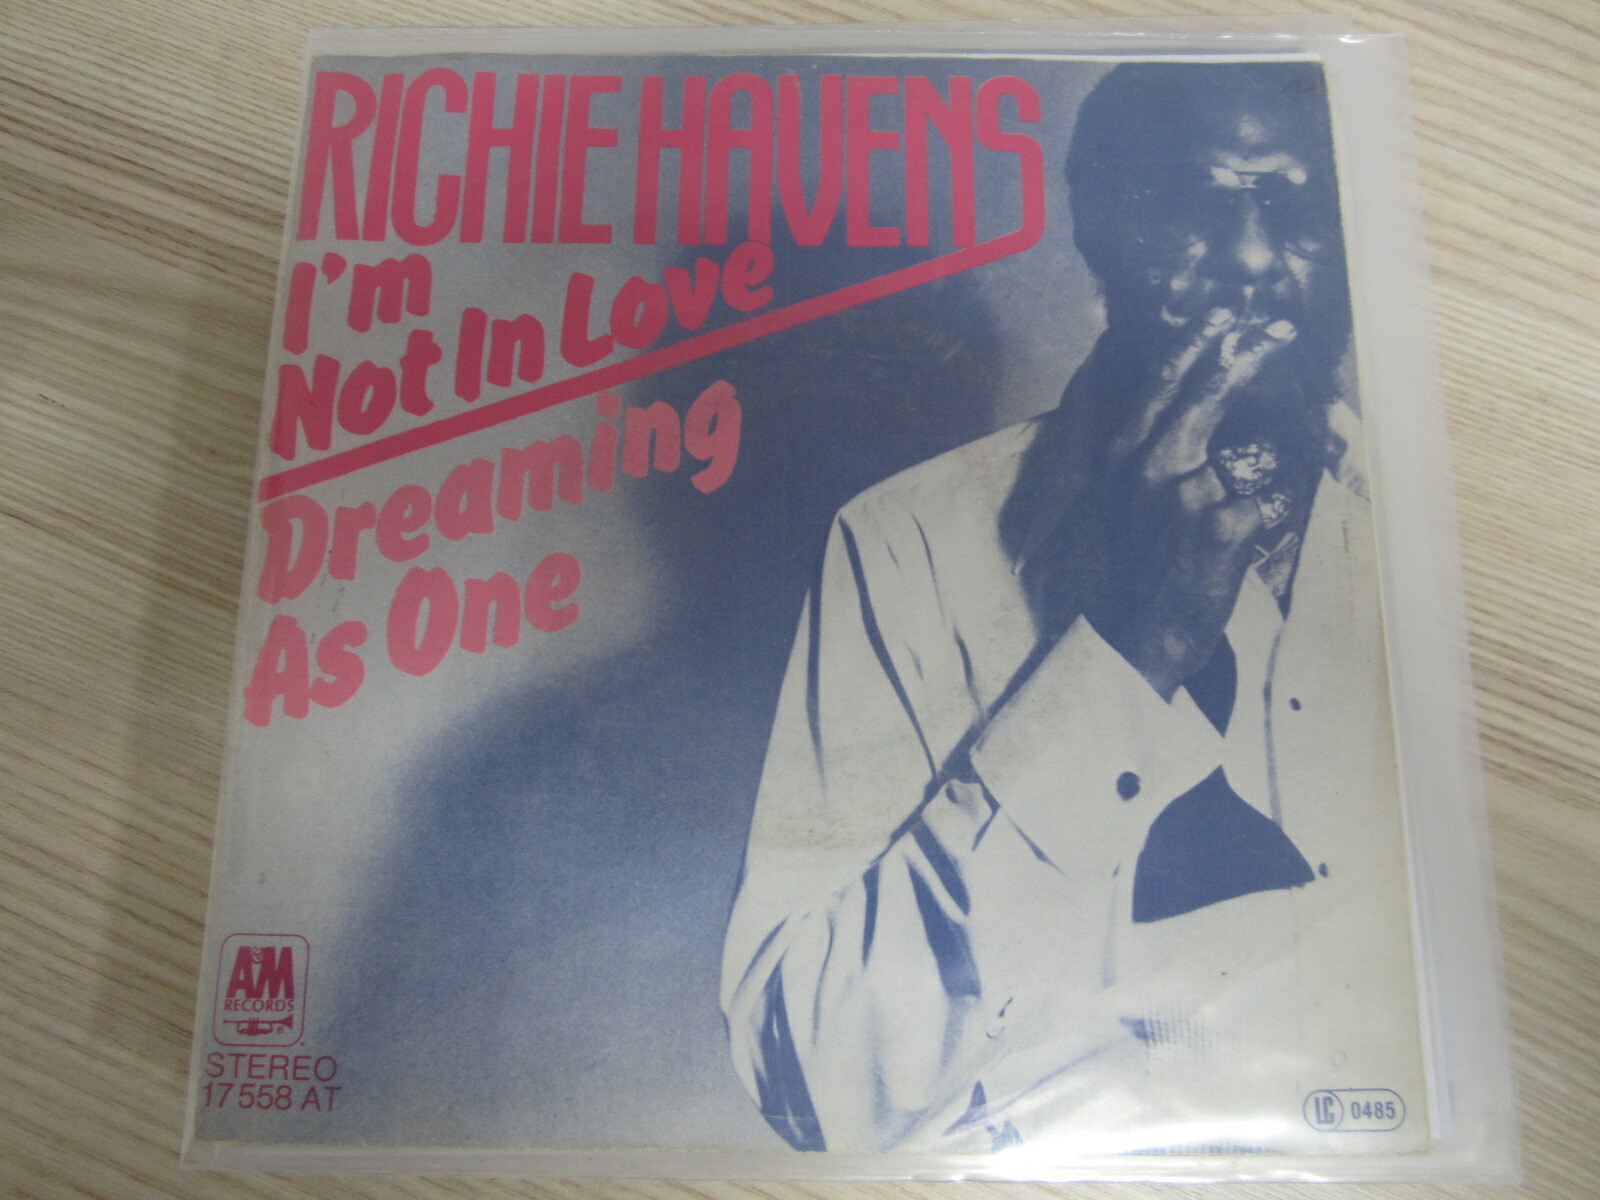 RICHIE HAVENS
I'm
Not In Love
Dreaming
As One
A&M
RECORDS
STEREO
17 558 AT
LC 0485